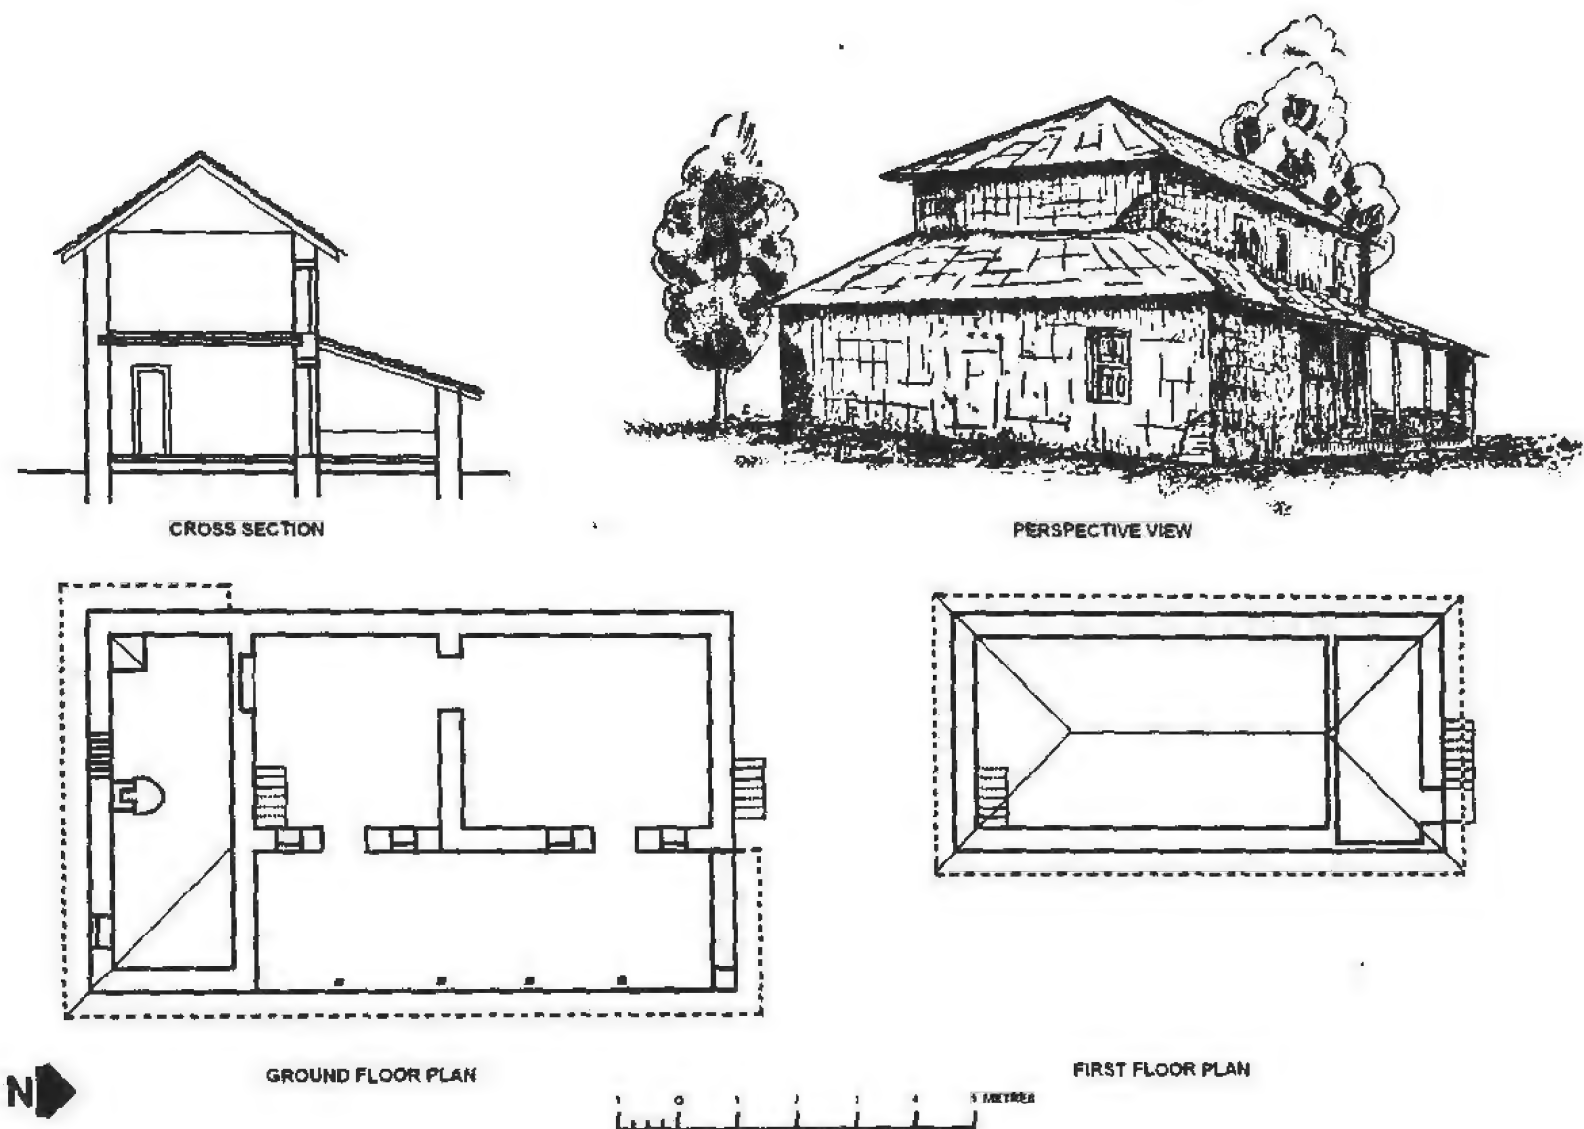 CROSS SECTION
PERSPECTIVE VIEW
GROUND FLOOR PLAN
FIRST FLOOR PLAN
N
1 0 1 2 3 4 5 METRES